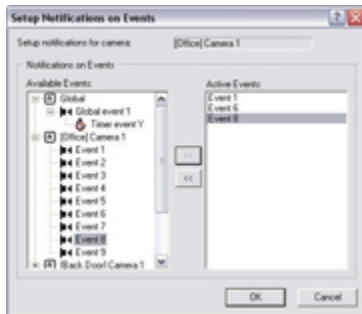 Setup Notifications on Events
Setup notifications for camera:
[Office] Camera 1
Notifications on Events
Available Events:
Global
Global event 1
Timer event Y
[Office] Camera 1
Event 1
Event 2
Event 3
Event 4
Event 5
Event 6
Event 7
Event 8
Event 9
[Back Door] Camera 1
>>
<<
Active Events:
Event 1
Event 6
Event 8
OK
Cancel